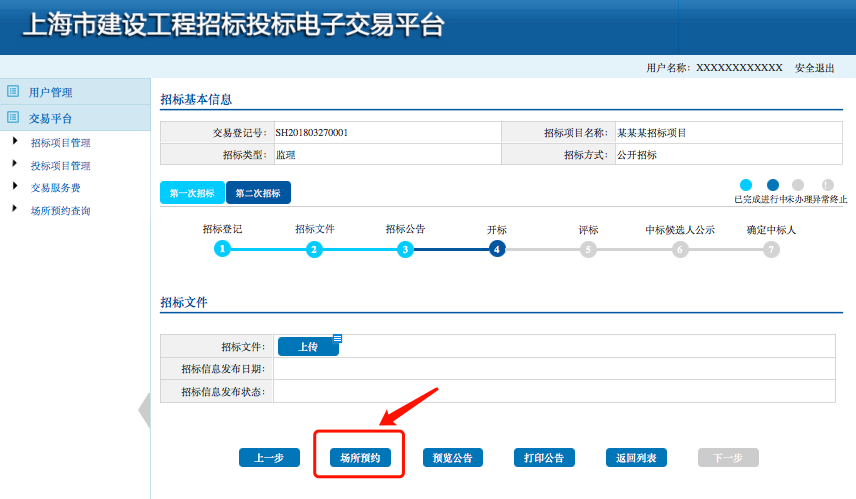 上海市建设工程招标投标电子交易平台
用户名称：XXXXXXXXXXXX 安全退出
用户管理
交易平台
招标项目管理
投标项目管理
交易服务费
场所预约查询
招标基本信息
交易登记号： SH201803270001 招标项目名称： 某某某招标项目
招标类型： 监理 招标方式： 公开招标
第一次招标 第二次招标
已完成 进行中 未办理 异常终止
招标登记 招标文件 招标公告 开标 评标 中标候选人公示 确定中标人
1 2 3 4 5 6 7
招标文件
招标文件： 上传
招标信息发布日期：
招标信息发布状态：
上一步 场所预约 预览公告 打印公告 返回列表 下一步